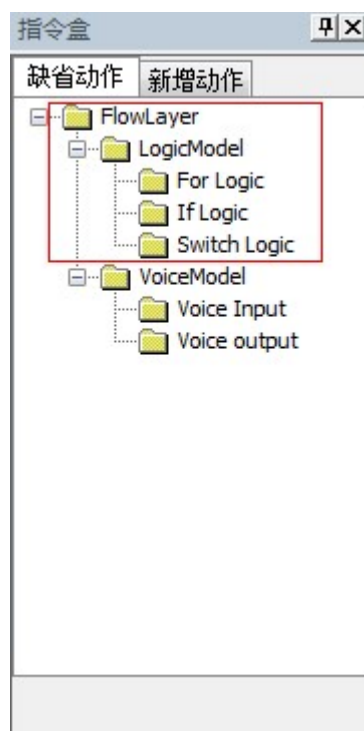 指令盒
缺省动作 新增动作
FlowLayer
LogicModel
For Logic
If Logic
Switch Logic
VoiceModel
Voice Input
Voice output